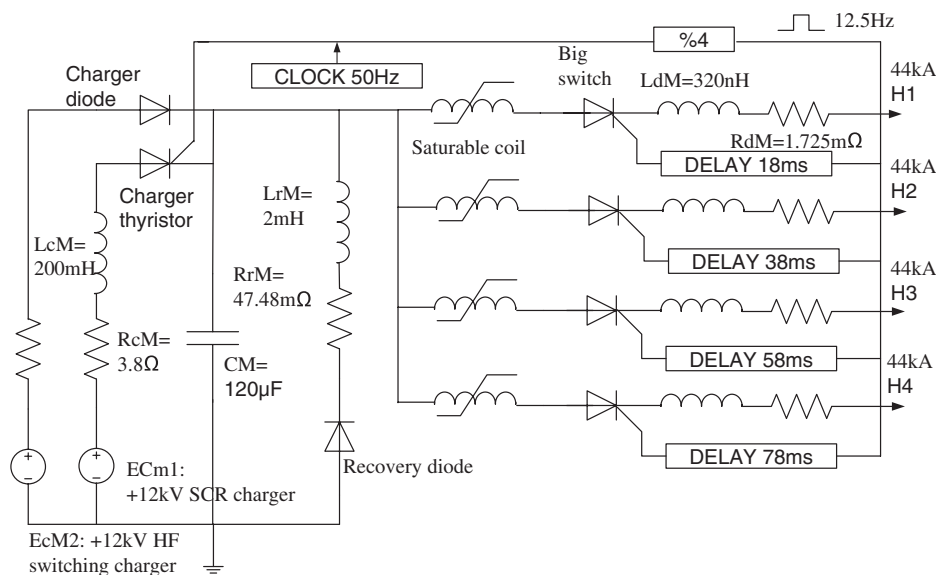 12.5Hz
%4
CLOCK 50Hz
Charger
diode
Big
switch
LdM=320nH
44kA
H1
Saturable coil
RdM=1.725mΩ
DELAY 18ms
44kA
H2
Charger
thyristor
LrM=
2mH
LcM=
200mH
DELAY 38ms
44kA
H3
RrM=
47.48mΩ
RcM=
3.8Ω
CM=
120µF
DELAY 58ms
44kA
H4
DELAY 78ms
Recovery diode
ECm1:
+12kV SCR charger
EcM2: +12kV HF
switching charger